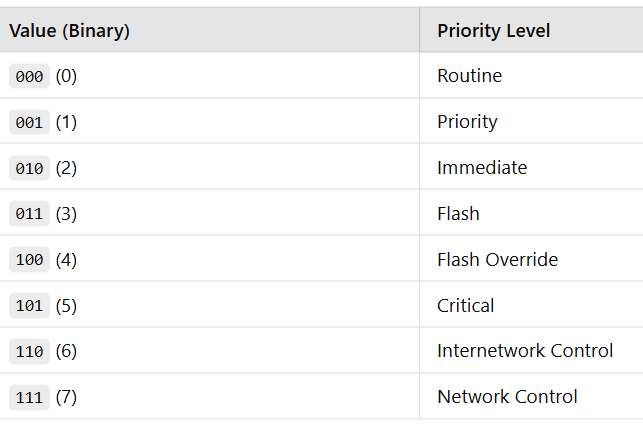 Value (Binary) Priority Level
000 (0) Routine
001 (1) Priority
010 (2) Immediate
011 (3) Flash
100 (4) Flash Override
101 (5) Critical
110 (6) Internetwork Control
111 (7) Network Control